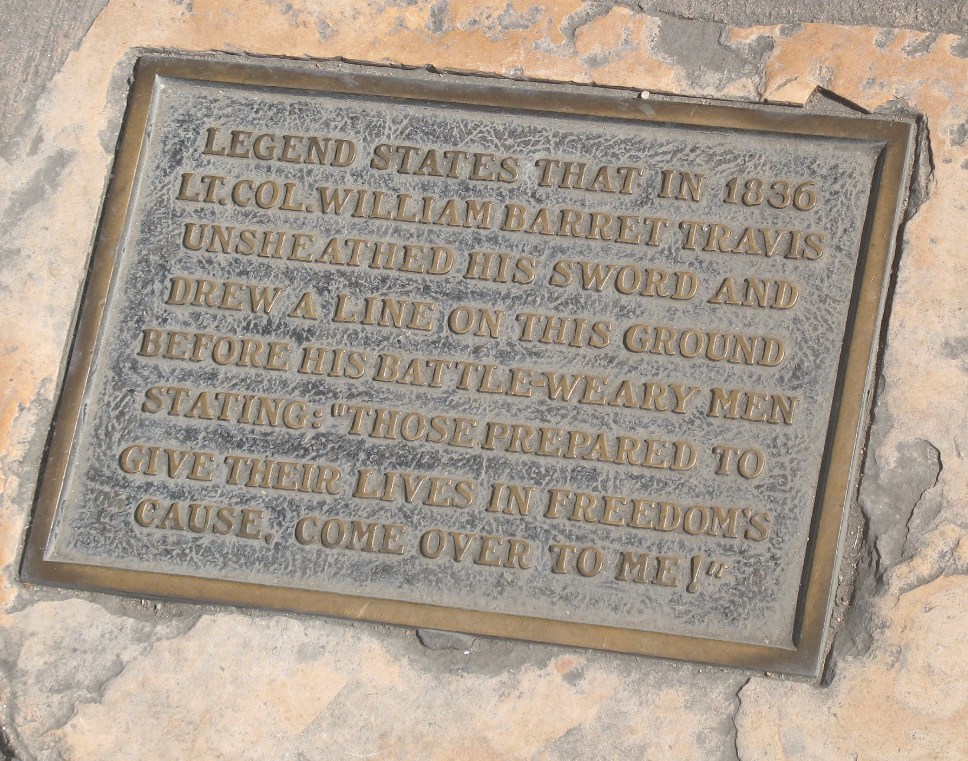 LEGEND STATES THAT IN 1836
LT. COL. WILLIAM BARRET TRAVIS
UNSHEATHED HIS SWORD AND
DREW A LINE ON THIS GROUND
BEFORE HIS BATTLE-WEARY MEN
STATING: "THOSE PREPARED TO
GIVE THEIR LIVES IN FREEDOM'S
CAUSE, COME OVER TO ME!"